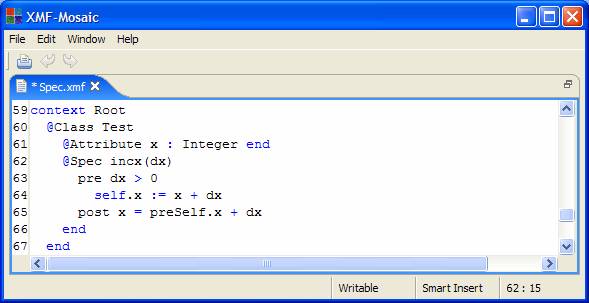 XMF-Mosaic
File Edit Window Help
* Spec.xmf
59 context Root
60   @Class Test
61     @Attribute x : Integer end
62     @Spec incx(dx)
63       pre dx > 0
64         self.x := x + dx
65       post x = preSelf.x + dx
66     end
67   end
Writable Smart Insert 62 : 15